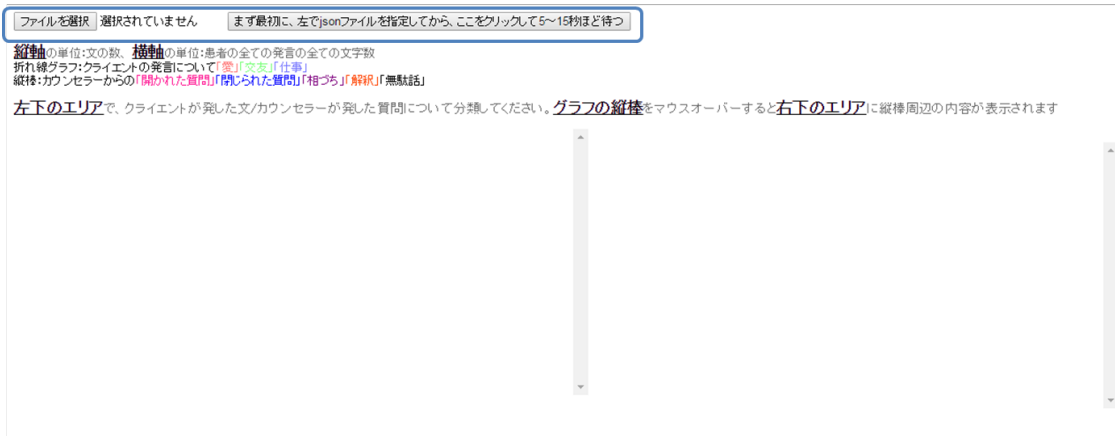 ファイルを選択 選択されていません まず最初に、左でjsonファイルを指定してから、ここをクリックして5～15秒ほど待つ
縦軸の単位:文の数、横軸の単位:患者の全ての発言の全ての文字数
折れ線グラフ:クライエントの発言について「愛」「交友」「仕事」
縦棒:カウンセラーからの「開かれた質問」「閉じられた質問」「相づち」「解釈」「無駄話」
左下のエリアで、クライエントが発した文/カウンセラーが発した質問について分類してください。グラフの縦棒をマウスオーバーすると右下のエリアに縦棒周辺の内容が表示されます